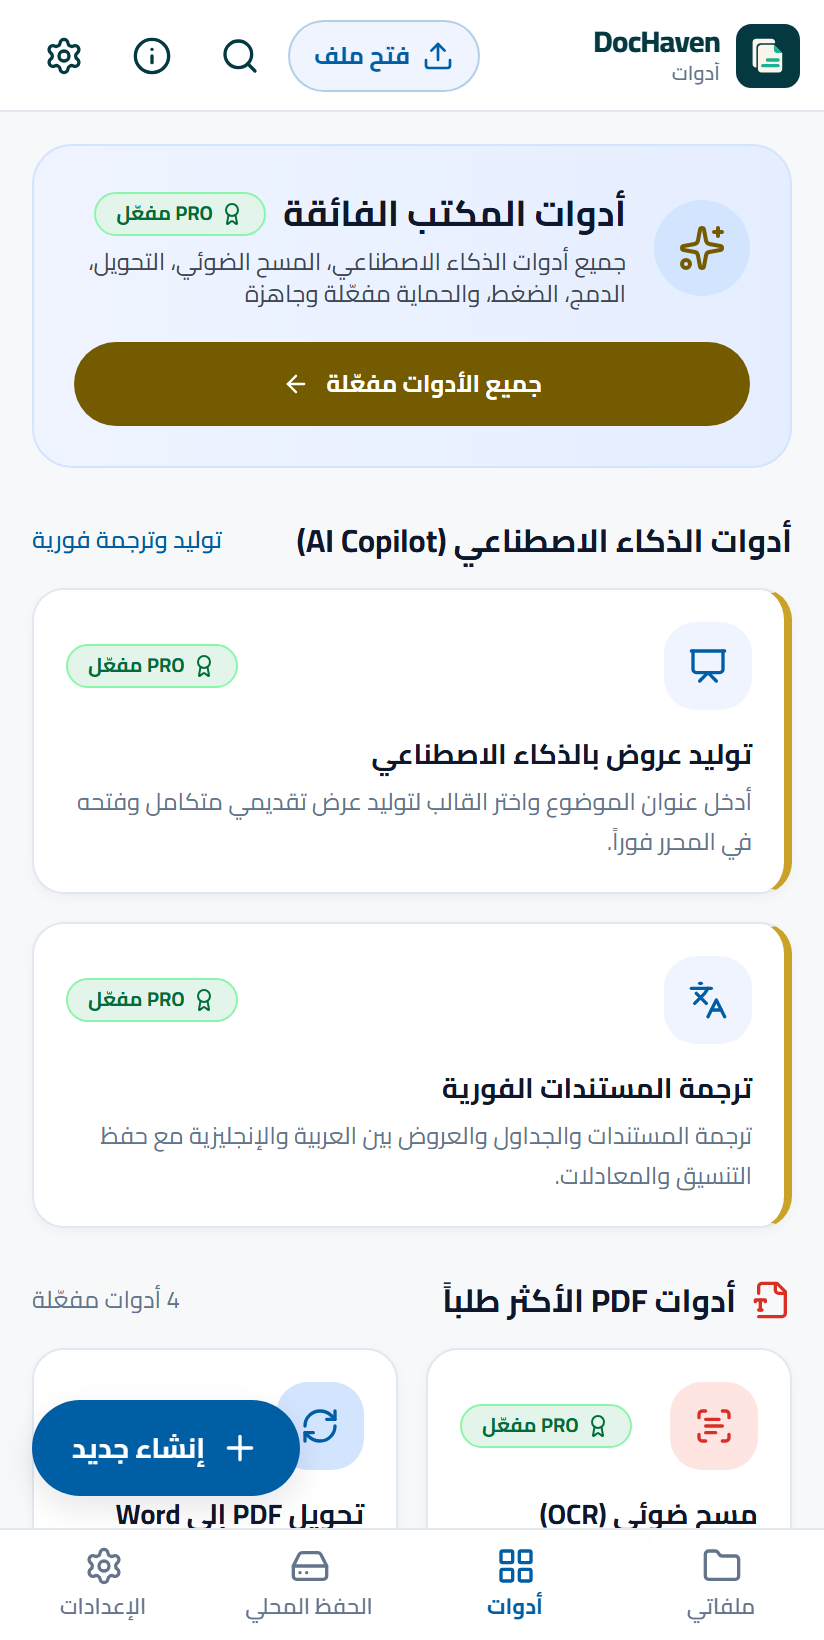 DocHaven
أدوات
فتح ملف
أدوات المكتب الفائقة
PRO مفعّل
جميع أدوات الذكاء الاصطناعي، المسح الضوئي، التحويل،
الدمج، الضغط، والحماية مفعّلة وجاهزة
جميع الأدوات مفعّلة
أدوات الذكاء الاصطناعي (AI Copilot)
توليد وترجمة فورية
PRO مفعّل
توليد عروض بالذكاء الاصطناعي
أدخل عنوان الموضوع واختر القالب لتوليد عرض تقديمي متكامل وفتحه
في المحرر فوراً.
PRO مفعّل
ترجمة المستندات الفورية
ترجمة المستندات والجداول والعروض بين العربية والإنجليزية مع حفظ
التنسيق والمعادلات.
أدوات PDF الأكثر طلباً
4 أدوات مفعّلة
PRO مفعّل
مسح ضوئي (OCR)
تحويل PDF إلى Word
إنشاء جديد
ملفاتي
أدوات
الحفظ المحلي
الإعدادات